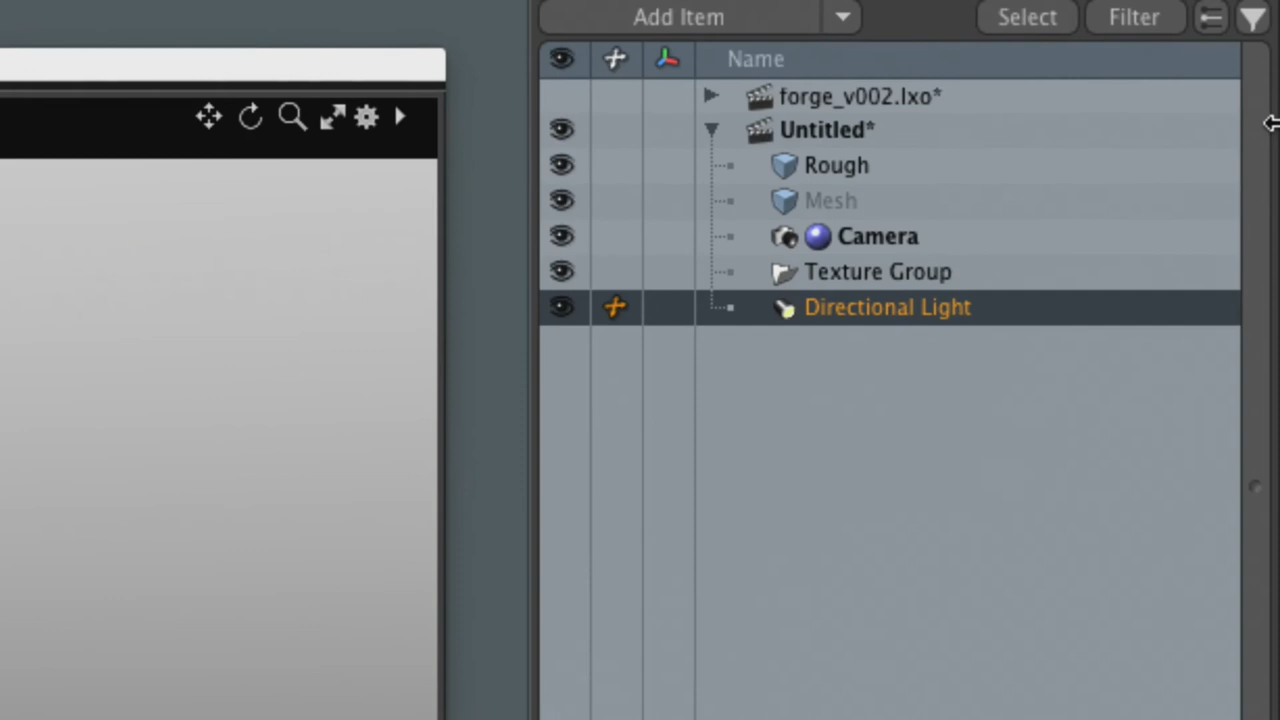 Add Item Select Filter
Name
forge_v002.lxo*
Untitled*
Rough
Mesh
Camera
Texture Group
Directional Light